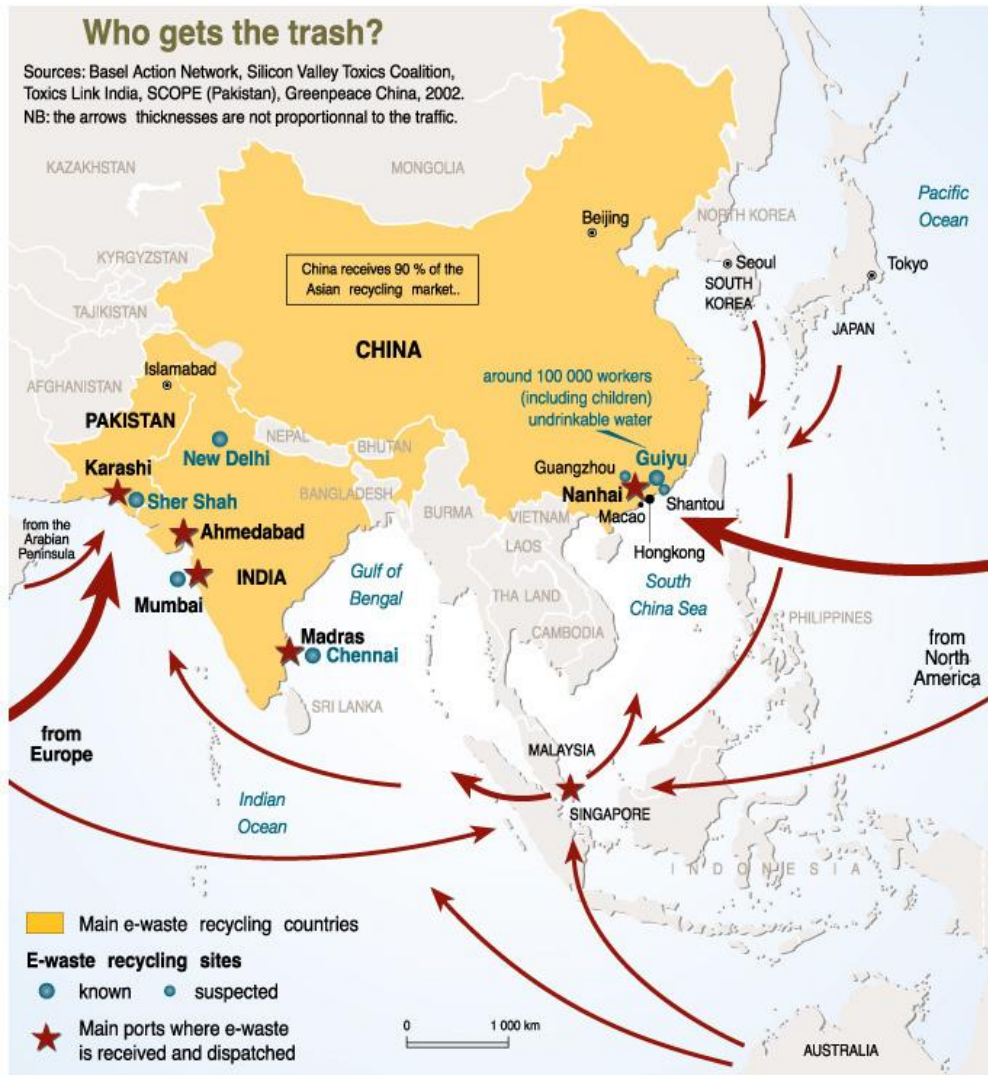 Who gets the trash?
Sources: Basel Action Network, Silicon Valley Toxics Coalition,
Toxics Link India, SCOPE (Pakistan), Greenpeace China, 2002.
NB: the arrows thicknesses are not proportionnal to the traffic.
KAZAKHSTAN
MONGOLIA
Pacific
Ocean
Beijing
NORTH KOREA
KYRGYZSTAN
China receives 90 % of the
Asian recycling market..
Seoul
SOUTH
KOREA
Tokyo
TAJIKISTAN
JAPAN
CHINA
AFGHANISTAN
Islamabad
around 100 000 workers
(including children)
undrinkable water
PAKISTAN
NEPAL
BHUTAN
New Delhi
Guiyu
Karashi
Guangzhou
Sher Shah
BANGLADESH
Nanhai
Shantou
BURMA
VIETNAM
Macao
from the
Arabian
Peninsula
Ahmedabad
LAOS
Hongkong
INDIA
Gulf of
Bengal
South
China Sea
THA LAND
Mumbai
PHILIPPINES
CAMBODIA
Madras
Chennai
from
North
America
SRI LANKA
from
Europe
MALAYSIA
Indian
Ocean
SINGAPORE
INDONESIA
Main e-waste recycling countries
E-waste recycling sites
known suspected
Main ports where e-waste
is received and dispatched
0 1 000 km
AUSTRALIA